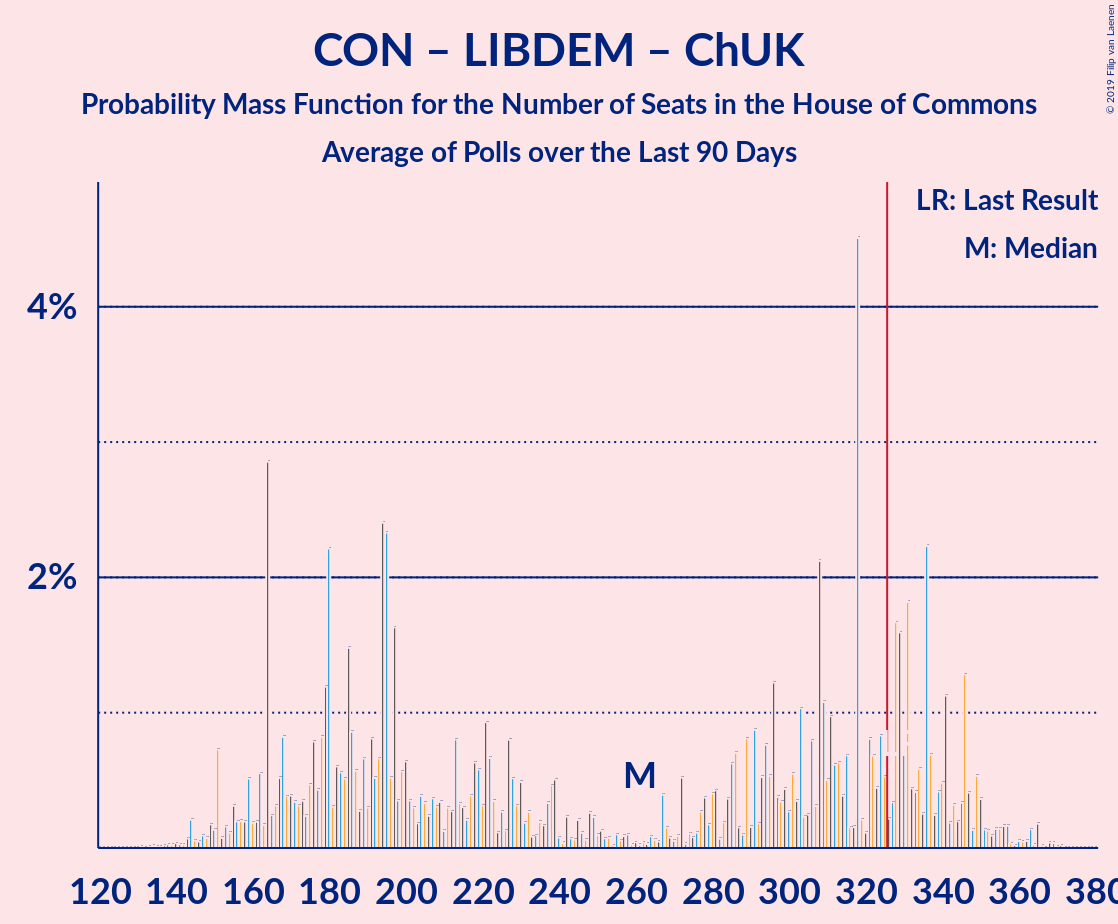 CON – LIBDEM – ChUK
Probability Mass Function for the Number of Seats in the House of Commons
Average of Polls over the Last 90 Days
© 2019 Filip van Laenen
LR: Last Result
M: Median
4%
2%
M
120 140 160 180 200 220 240 260 280 300 320 340 360 380